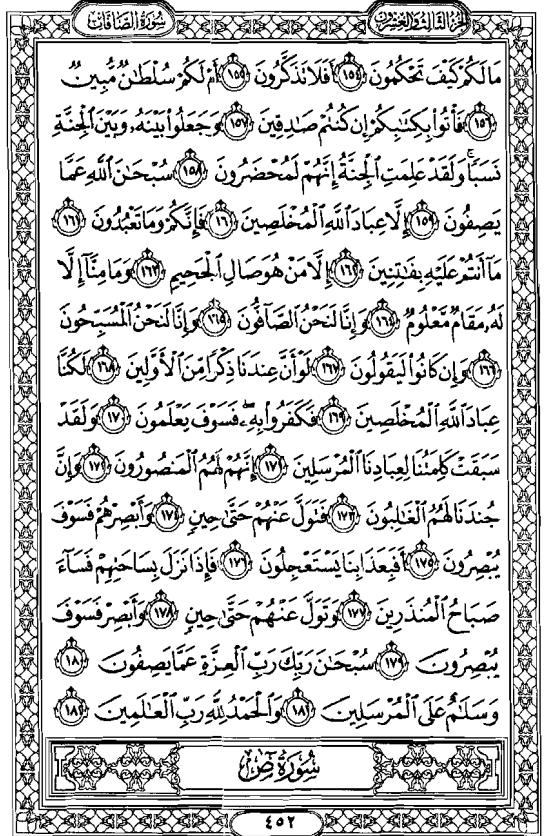 الجزء الثالث والعشرون
سورة الصافات
مَا لَكُمْ كَيْفَ تَحْكُمُونَ ١٥٤ أَفَلَا تَذَكَّرُونَ ١٥٥ أَمْ لَكُمْ سُلْطَانٌ مُّبِينٌ
١٥٦ فَأْتُوا بِكِتَابِكُمْ إِن كُنتُمْ صَادِقِينَ ١٥٧ وَجَعَلُوا بَيْنَهُ وَبَيْنَ الْجِنَّةِ
نَسَبًا ۚ وَلَقَدْ عَلِمَتِ الْجِنَّةُ إِنَّهُمْ لَمُحْضَرُونَ ١٥٨ سُبْحَانَ اللَّهِ عَمَّا
يَصِفُونَ ١٥٩ إِلَّا عِبَادَ اللَّهِ الْمُخْلَصِينَ ١٦٠ فَإِنَّكُمْ وَمَا تَعْبُدُونَ ١٦١
مَا أَنتُمْ عَلَيْهِ بِفَاتِنِينَ ١٦٢ إِلَّا مَنْ هُوَ صَالِ الْجَحِيمِ ١٦٣ وَمَا مِنَّا إِلَّا
لَهُ مَقَامٌ مَّعْلُومٌ ١٦٤ وَإِنَّا لَنَحْنُ الصَّافُّونَ ١٦٥ وَإِنَّا لَنَحْنُ الْمُسَبِّحُونَ
١٦٦ وَإِن كَانُوا لَيَقُولُونَ ١٦٧ لَوْ أَنَّ عِندَنَا ذِكْرًا مِّنَ الْأَوَّلِينَ ١٦٨ لَكُنَّا
عِبَادَ اللَّهِ الْمُخْلَصِينَ ١٦٩ فَكَفَرُوا بِهِ ۖ فَسَوْفَ يَعْلَمُونَ ١٧٠ وَلَقَدْ
سَبَقَتْ كَلِمَتُنَا لِعِبَادِنَا الْمُرْسَلِينَ ١٧١ إِنَّهُمْ لَهُمُ الْمَنصُورُونَ ١٧٢ وَإِنَّ
جُندَنَا لَهُمُ الْغَالِبُونَ ١٧٣ فَتَوَلَّ عَنْهُمْ حَتَّىٰ حِينٍ ١٧٤ وَأَبْصِرْهُمْ فَسَوْفَ
يُبْصِرُونَ ١٧٥ أَفَبِعَذَابِنَا يَسْتَعْجِلُونَ ١٧٦ فَإِذَا نَزَلَ بِسَاحَتِهِمْ فَسَاءَ
صَبَاحُ الْمُنذَرِينَ ١٧٧ وَتَوَلَّ عَنْهُمْ حَتَّىٰ حِينٍ ١٧٨ وَأَبْصِرْ فَسَوْفَ
يُبْصِرُونَ ١٧٩ سُبْحَانَ رَبِّكَ رَبِّ الْعِزَّةِ عَمَّا يَصِفُونَ ١٨٠
وَسَلَامٌ عَلَى الْمُرْسَلِينَ ١٨١ وَالْحَمْدُ لِلَّهِ رَبِّ الْعَالَمِينَ ١٨٢
سُورَةُ صٓ
٤٥٢